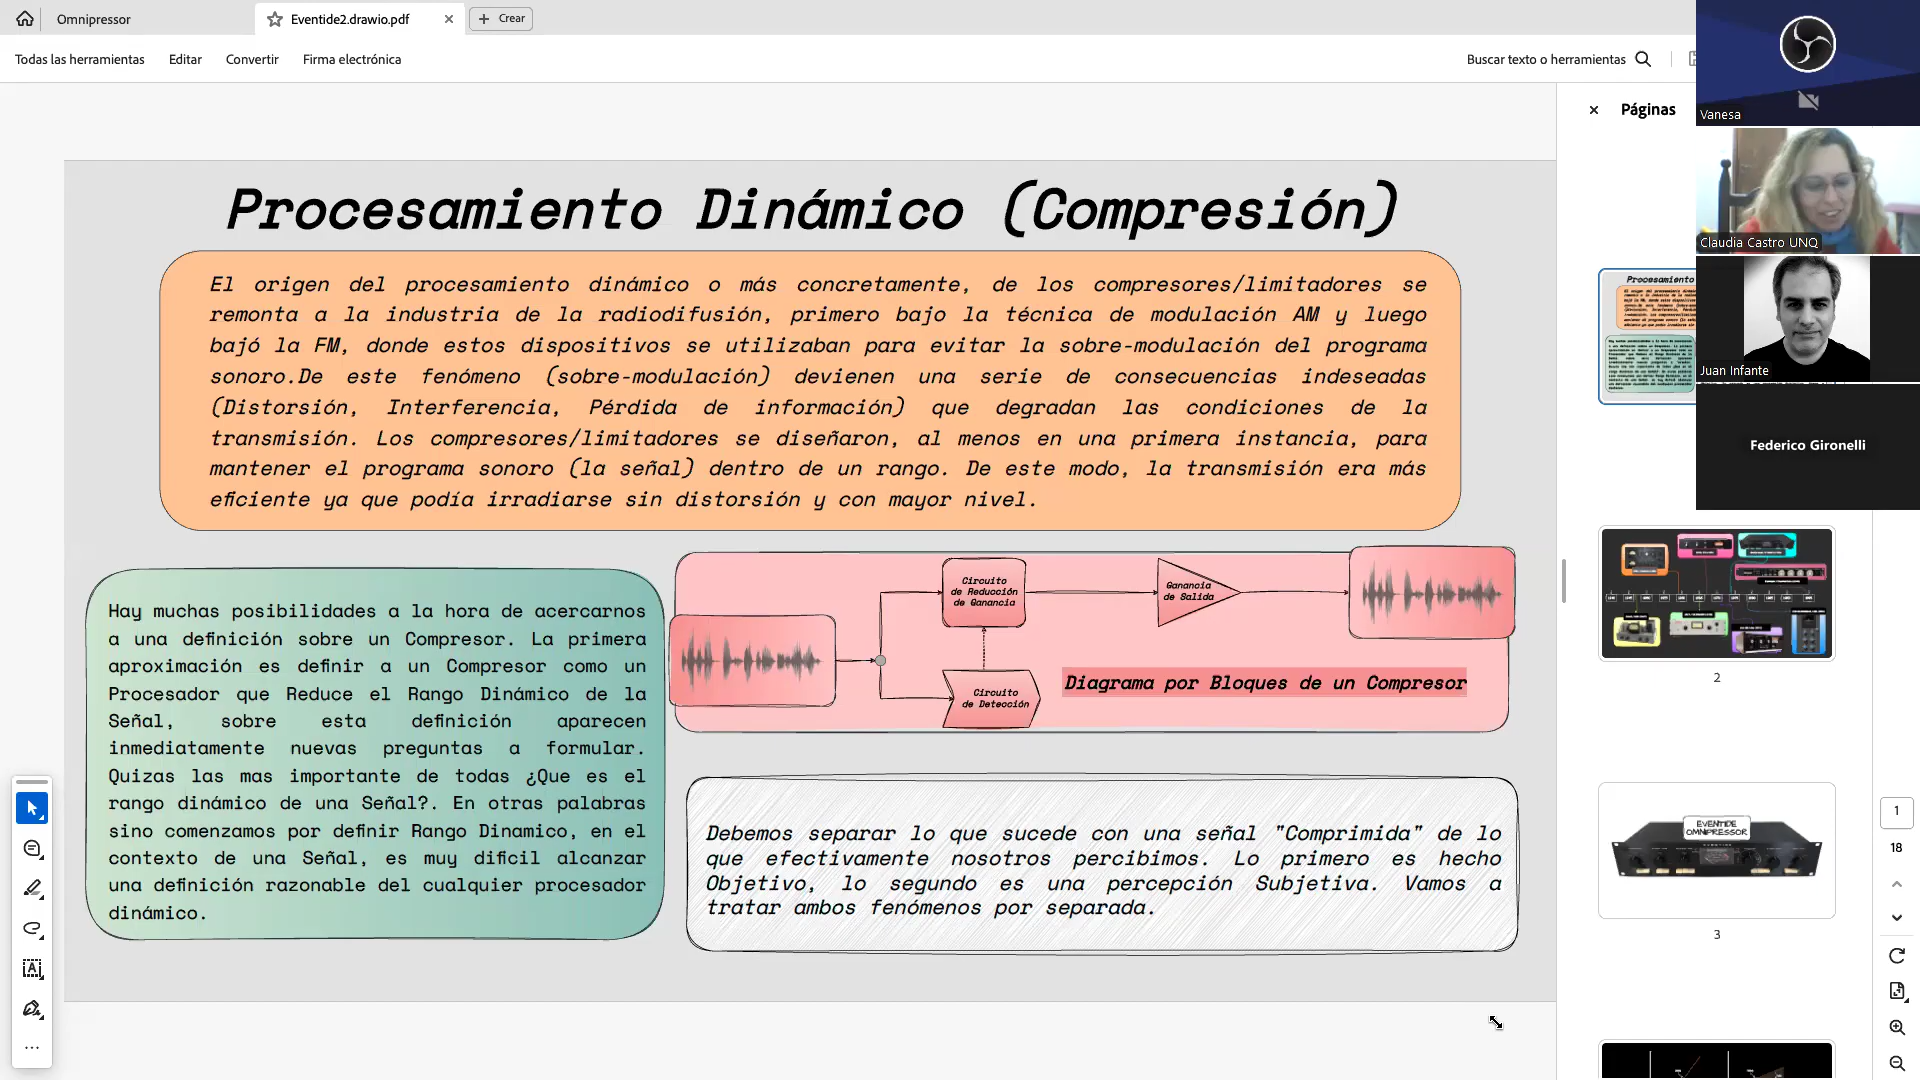 Omnipressor
Eventide2.drawio.pdf
Crear
Todas las herramientas
Editar
Convertir
Firma electrónica
Buscar texto o herramientas
Páginas
Vanesa
Claudia Castro UNQ
Juan Infante
Federico Gironelli
Procesamiento Dinámico (Compresión)
El origen del procesamiento dinámico o más concretamente, de los compresores/limitadores se
remonta a la industria de la radiodifusión, primero bajo la técnica de modulación AM y luego
bajó la FM, donde estos dispositivos se utilizaban para evitar la sobre-modulación del programa
sonoro.De este fenómeno (sobre-modulación) devienen una serie de consecuencias indeseadas
(Distorsión, Interferencia, Pérdida de información) que degradan las condiciones de la
transmisión. Los compresores/limitadores se diseñaron, al menos en una primera instancia, para
mantener el programa sonoro (la señal) dentro de un rango. De este modo, la transmisión era más
eficiente ya que podía irradiarse sin distorsión y con mayor nivel.
Hay muchas posibilidades a la hora de acercarnos
a una definición sobre un Compresor. La primera
aproximación es definir a un Compresor como un
Procesador que Reduce el Rango Dinámico de la
Señal, sobre esta definición aparecen
inmediatamente nuevas preguntas a formular.
Quizas las mas importante de todas ¿Que es el
rango dinámico de una Señal?. En otras palabras
sino comenzamos por definir Rango Dinamico, en el
contexto de una Señal, es muy dificil alcanzar
una definición razonable del cualquier procesador
dinámico.
Circuito
de Reducción
de Ganancia
Ganancia
de Salida
Circuito
de Detección
Diagrama por Bloques de un Compresor
Debemos separar lo que sucede con una señal "Comprimida" de lo
que efectivamente nosotros percibimos. Lo primero es hecho
Objetivo, lo segundo es una percepción Subjetiva. Vamos a
tratar ambos fenómenos por separada.
Procesamiento
2
EVENTIDE
OMNIPRESSOR
3
1
18